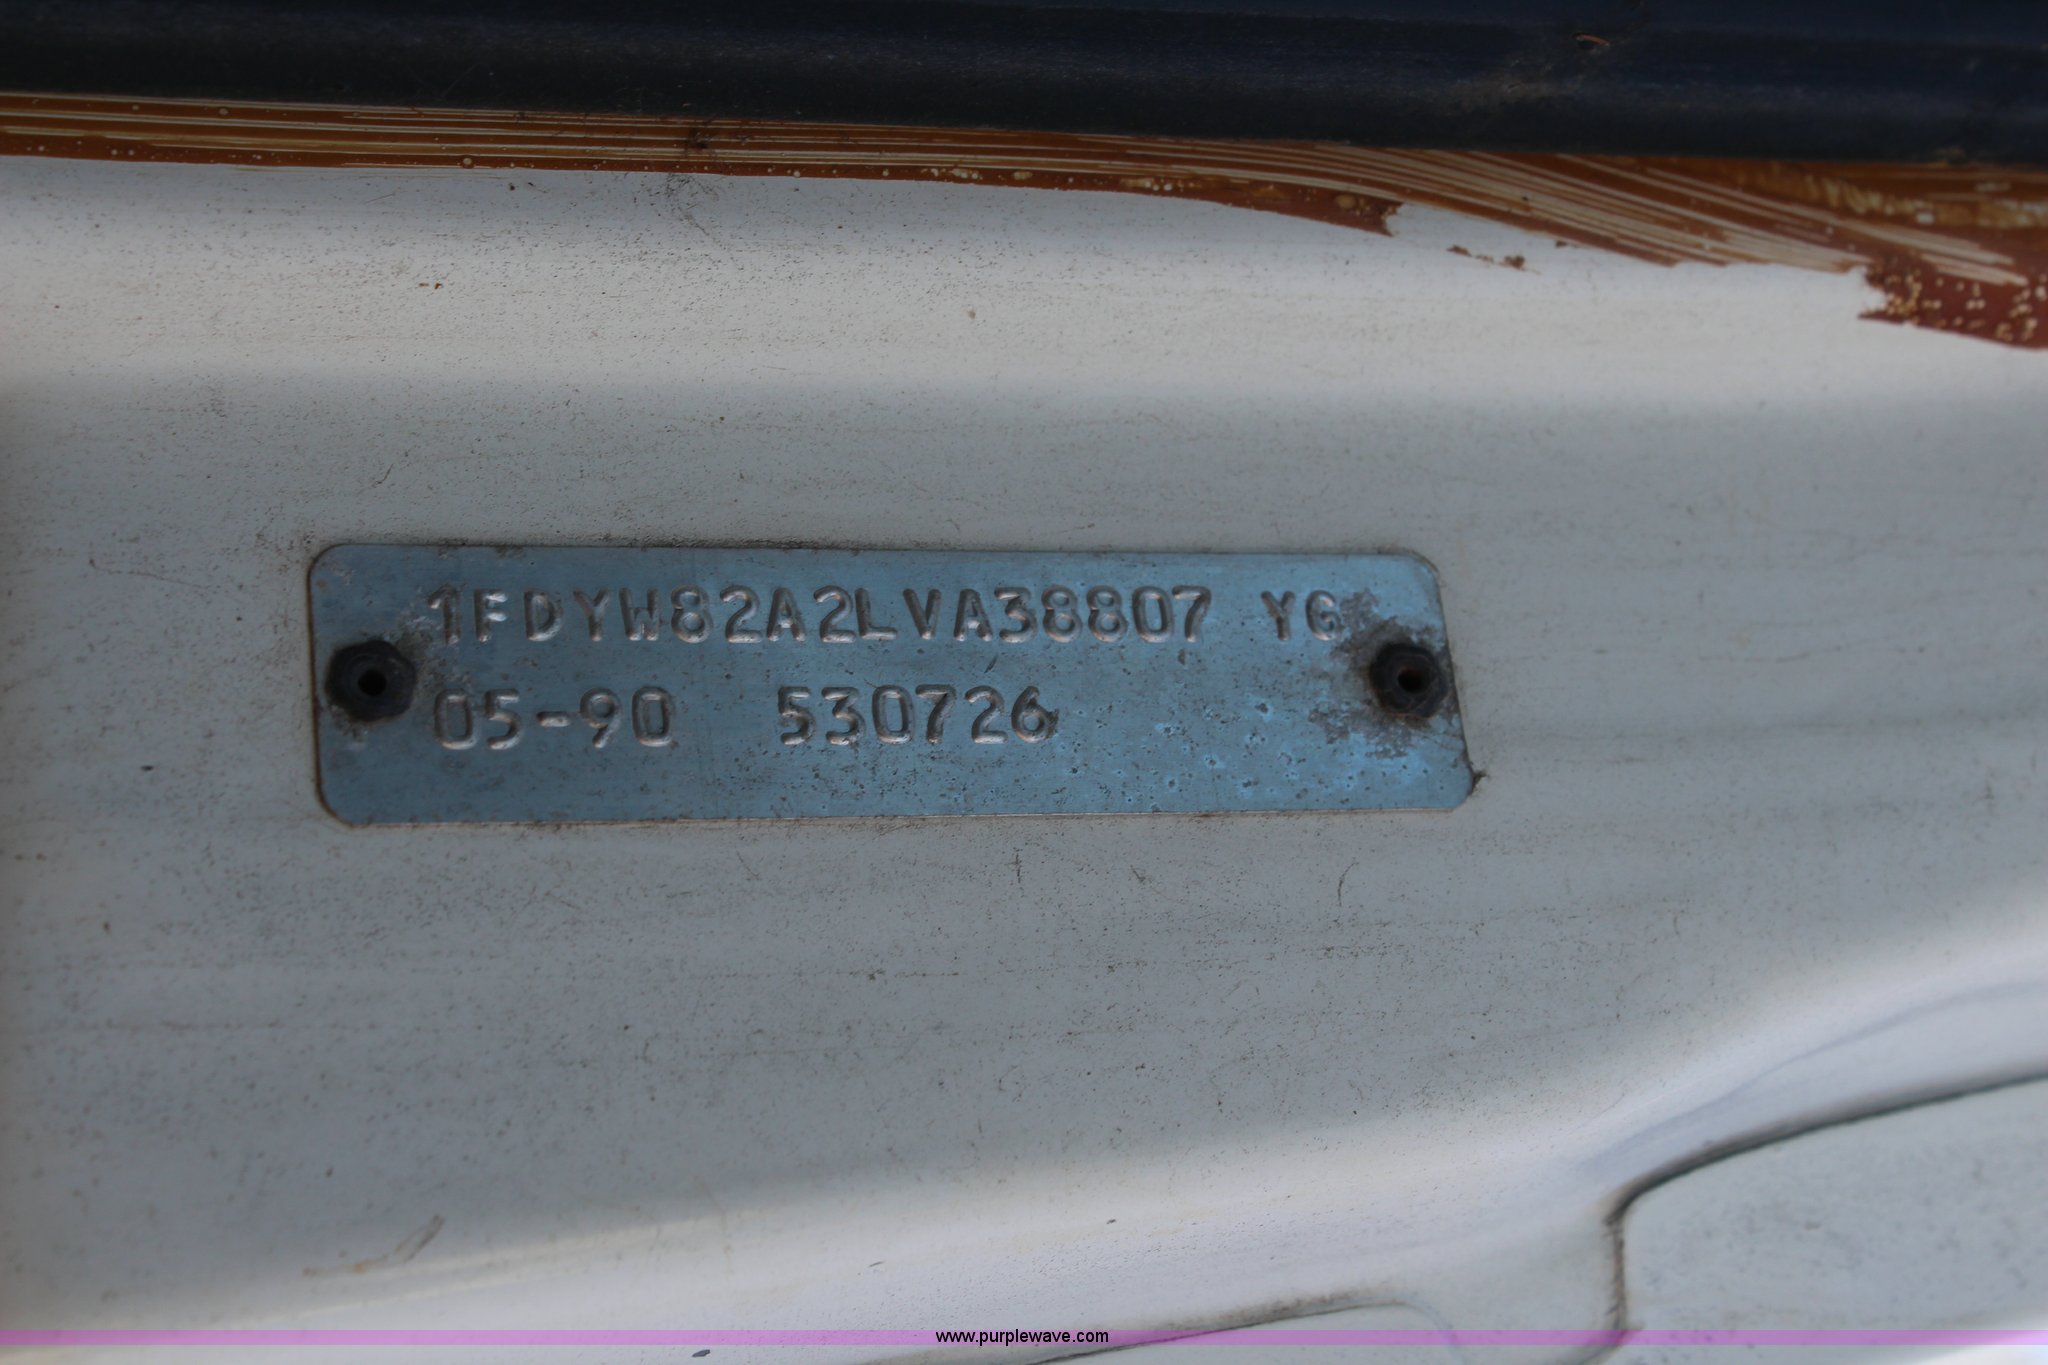 1FDYW82A2LVA38807 YG
05-90 530726
www.purplewave.com